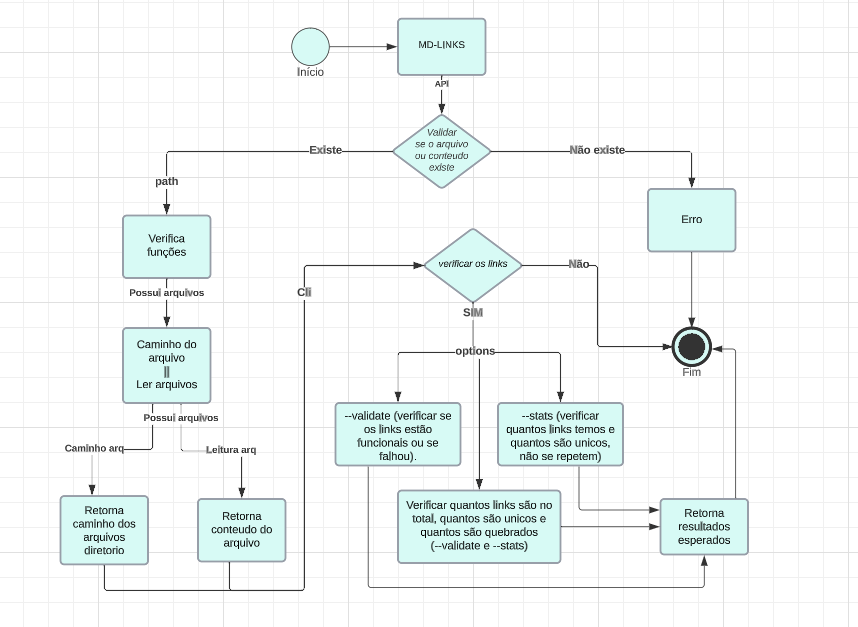 MD-LINKS
Início
API
Validar
se o arquivo
ou conteudo
existe
Existe
Não existe
path
Erro
Verifica
funções
verificar os links
Não
Possui arquivos
Cli
SIM
Caminho do
arquivo
||
Ler arquivos
options
Fim
Possui arquivos
--validate (verificar se
os links estão
funcionais ou se
falhou).
--stats (verificar
quantos links temos e
quantos são unicos,
não se repetem)
Caminho arq
Leitura arq
Retorna
caminho dos
arquivos
diretorio
Retorna
conteudo do
arquivo
Verificar quantos links são no
total, quantos são unicos e
quantos são quebrados
(--validate e --stats)
Retorna
resultados
esperados